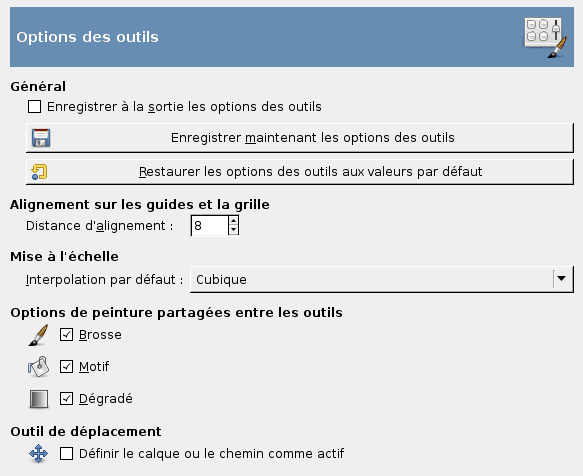 Options des outils
Général
Enregistrer à la sortie les options des outils
Enregistrer maintenant les options des outils
Restaurer les options des outils aux valeurs par défaut
Alignement sur les guides et la grille
Distance d'alignement : 8
Mise à l'échelle
Interpolation par défaut : Cubique
Options de peinture partagées entre les outils
Brosse
Motif
Dégradé
Outil de déplacement
Définir le calque ou le chemin comme actif